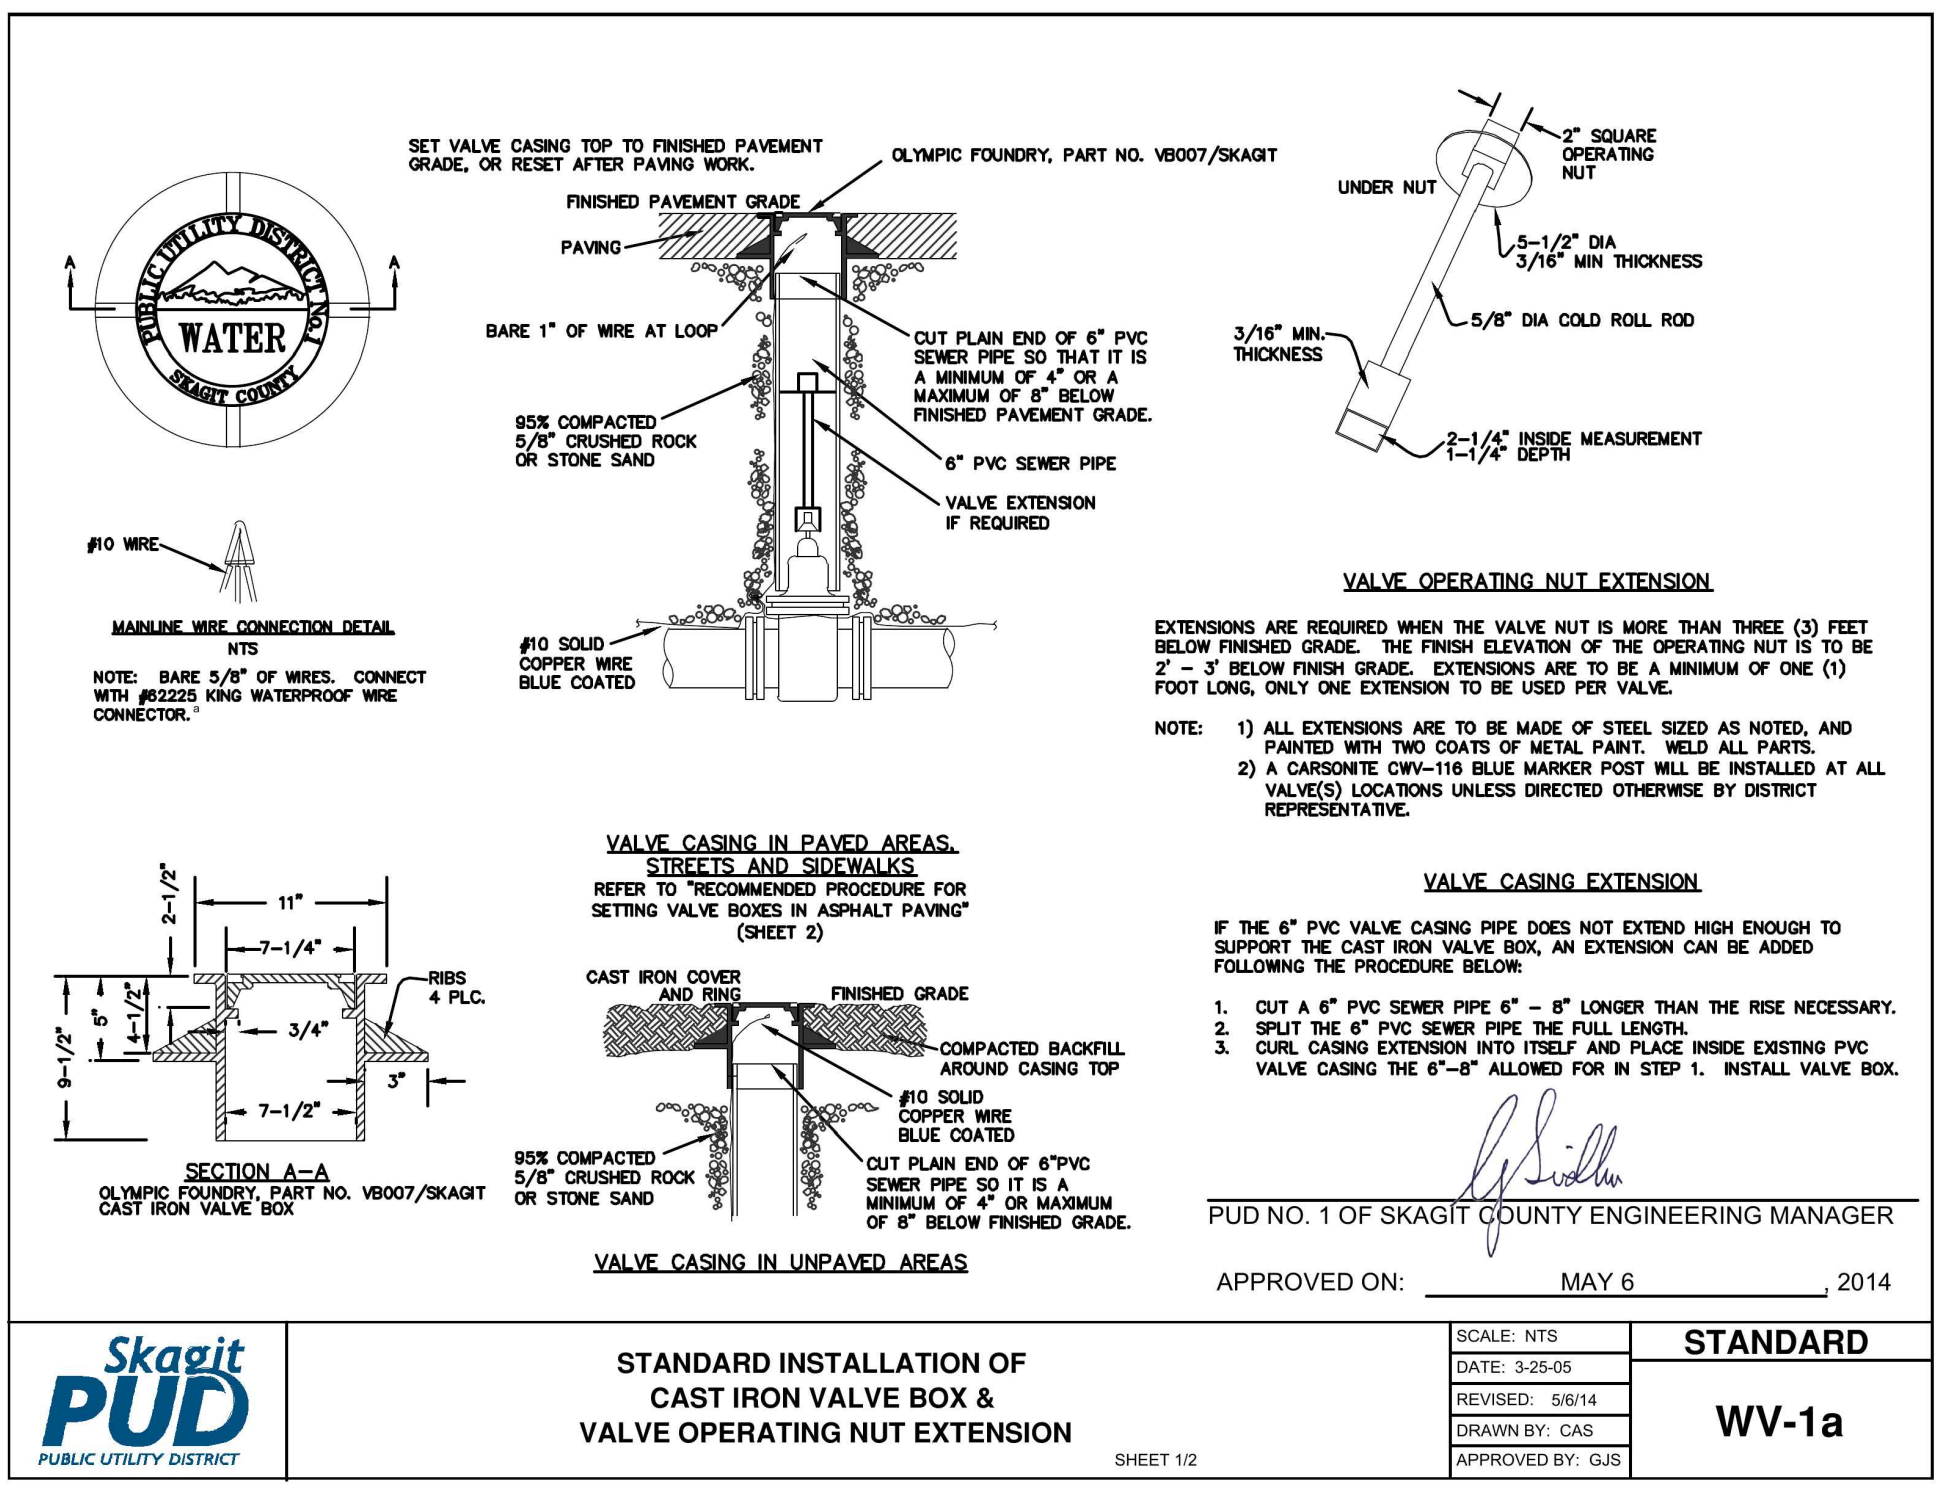 SET VALVE CASING TOP TO FINISHED PAVEMENT
GRADE, OR RESET AFTER PAVING WORK.
OLYMPIC FOUNDRY, PART NO. VB007/SKAGIT
FINISHED PAVEMENT GRADE
PAVING
BARE 1" OF WIRE AT LOOP
95% COMPACTED
5/8" CRUSHED ROCK
OR STONE SAND
CUT PLAIN END OF 6" PVC
SEWER PIPE SO THAT IT IS
A MINIMUM OF 4" OR A
MAXIMUM OF 8" BELOW
FINISHED PAVEMENT GRADE.
6" PVC SEWER PIPE
VALVE EXTENSION
IF REQUIRED
#10 SOLID
COPPER WIRE
BLUE COATED
PUBLIC UTILITY DISTRICT No.1
WATER
SKAGIT COUNTY
A
A
#10 WIRE
MAINLINE WIRE CONNECTION DETAIL
NTS
NOTE: BARE 5/8" OF WIRES. CONNECT
WITH #62225 KING WATERPROOF WIRE
CONNECTOR.a
2" SQUARE
OPERATING
NUT
UNDER NUT
5-1/2" DIA
3/16" MIN THICKNESS
5/8" DIA COLD ROLL ROD
3/16" MIN.
THICKNESS
2-1/4" INSIDE MEASUREMENT
1-1/4" DEPTH
VALVE OPERATING NUT EXTENSION
EXTENSIONS ARE REQUIRED WHEN THE VALVE NUT IS MORE THAN THREE (3) FEET
BELOW FINISHED GRADE. THE FINISH ELEVATION OF THE OPERATING NUT IS TO BE
2' - 3' BELOW FINISH GRADE. EXTENSIONS ARE TO BE A MINIMUM OF ONE (1)
FOOT LONG, ONLY ONE EXTENSION TO BE USED PER VALVE.
NOTE: 1) ALL EXTENSIONS ARE TO BE MADE OF STEEL SIZED AS NOTED, AND
PAINTED WITH TWO COATS OF METAL PAINT. WELD ALL PARTS.
2) A CARSONITE CWV-116 BLUE MARKER POST WILL BE INSTALLED AT ALL
VALVE(S) LOCATIONS UNLESS DIRECTED OTHERWISE BY DISTRICT
REPRESENTATIVE.
VALVE CASING IN PAVED AREAS,
STREETS AND SIDEWALKS
REFER TO "RECOMMENDED PROCEDURE FOR
SETTING VALVE BOXES IN ASPHALT PAVING"
(SHEET 2)
2-1/2"
11"
7-1/4"
RIBS
4 PLC.
9-1/2"
5"
4-1/2"
3/4"
3"
7-1/2"
SECTION A-A
OLYMPIC FOUNDRY, PART NO. VB007/SKAGIT
CAST IRON VALVE BOX
CAST IRON COVER
AND RING
FINISHED GRADE
COMPACTED BACKFILL
AROUND CASING TOP
#10 SOLID
COPPER WIRE
BLUE COATED
95% COMPACTED
5/8" CRUSHED ROCK
OR STONE SAND
CUT PLAIN END OF 6"PVC
SEWER PIPE SO IT IS A
MINIMUM OF 4" OR MAXIMUM
OF 8" BELOW FINISHED GRADE.
VALVE CASING IN UNPAVED AREAS
VALVE CASING EXTENSION
IF THE 6" PVC VALVE CASING PIPE DOES NOT EXTEND HIGH ENOUGH TO
SUPPORT THE CAST IRON VALVE BOX, AN EXTENSION CAN BE ADDED
FOLLOWING THE PROCEDURE BELOW:
1. CUT A 6" PVC SEWER PIPE 6" - 8" LONGER THAN THE RISE NECESSARY.
2. SPLIT THE 6" PVC SEWER PIPE THE FULL LENGTH.
3. CURL CASING EXTENSION INTO ITSELF AND PLACE INSIDE EXISTING PVC
VALVE CASING THE 6"-8" ALLOWED FOR IN STEP 1. INSTALL VALVE BOX.
PUD NO. 1 OF SKAGIT COUNTY ENGINEERING MANAGER
APPROVED ON: MAY 6, 2014
Skagit
PUD
PUBLIC UTILITY DISTRICT
STANDARD INSTALLATION OF
CAST IRON VALVE BOX &
VALVE OPERATING NUT EXTENSION
SHEET 1/2
SCALE: NTS
DATE: 3-25-05
REVISED: 5/6/14
DRAWN BY: CAS
APPROVED BY: GJS
STANDARD
WV-1a